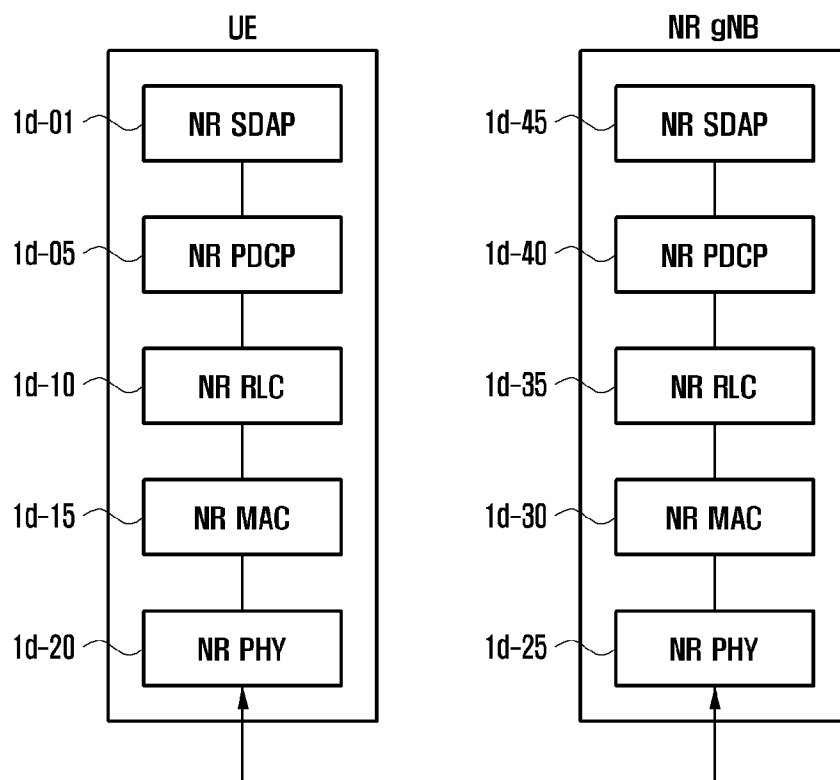 UE
NR gNB
1d-01
NR SDAP
1d-45
NR SDAP
1d-05
NR PDCP
1d-40
NR PDCP
1d-10
NR RLC
1d-35
NR RLC
1d-15
NR MAC
1d-30
NR MAC
1d-20
NR PHY
1d-25
NR PHY